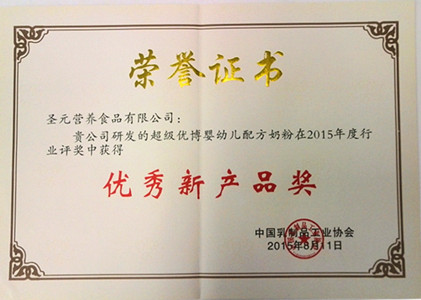 荣誉证书
圣元营养食品有限公司：
贵公司研发的超级优博婴幼儿配方奶粉在2015年度行
业评奖中获得
优秀新产品奖
中国乳制品工业协会
2015年8月11日